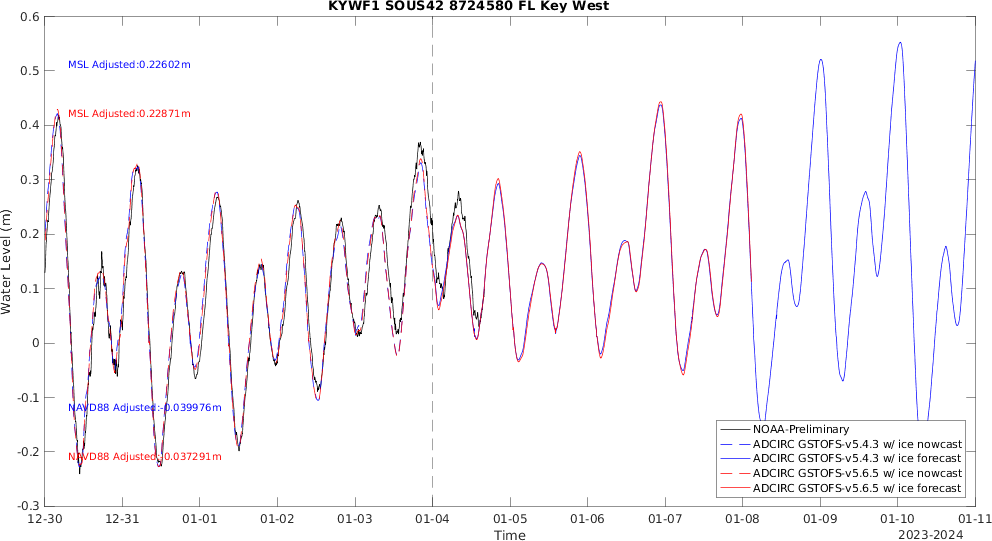 KYWF1 SOUS42 8724580 FL Key West
0.6
0.5
0.4
0.3
0.2
0.1
0
-0.1
-0.2
-0.3
Water Level (m)
MSL Adjusted:0.22602m
MSL Adjusted:0.22871m
NAVD88 Adjusted:-0.039976m
NAVD88 Adjusted:-0.037291m
NOAA-Preliminary
ADCIRC GSTOFS-v5.4.3 w/ ice nowcast
ADCIRC GSTOFS-v5.4.3 w/ ice forecast
ADCIRC GSTOFS-v5.6.5 w/ ice nowcast
ADCIRC GSTOFS-v5.6.5 w/ ice forecast
12-30 12-31 01-01 01-02 01-03 01-04 01-05 01-06 01-07 01-08 01-09 01-10 01-11
Time
2023-2024